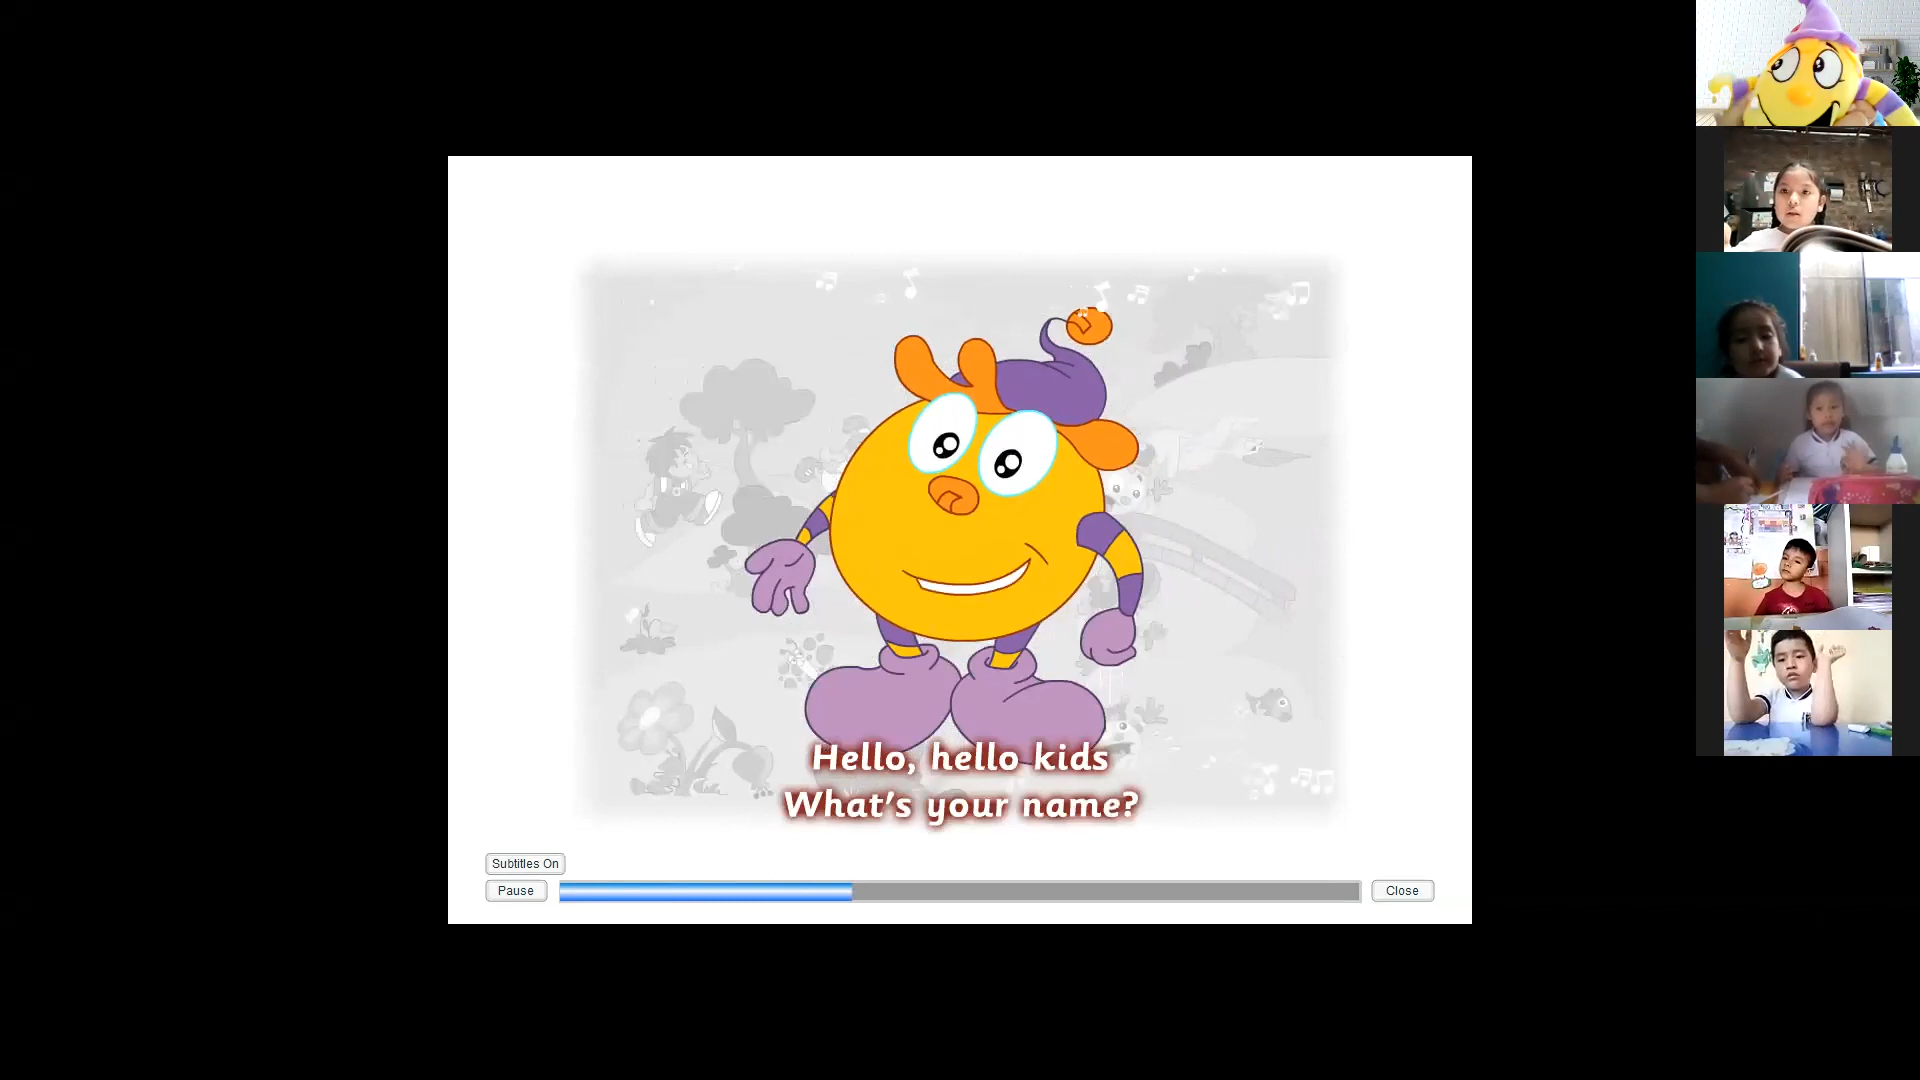 Hello, hello kids
What's your name?
Subtitles On
Pause
Close